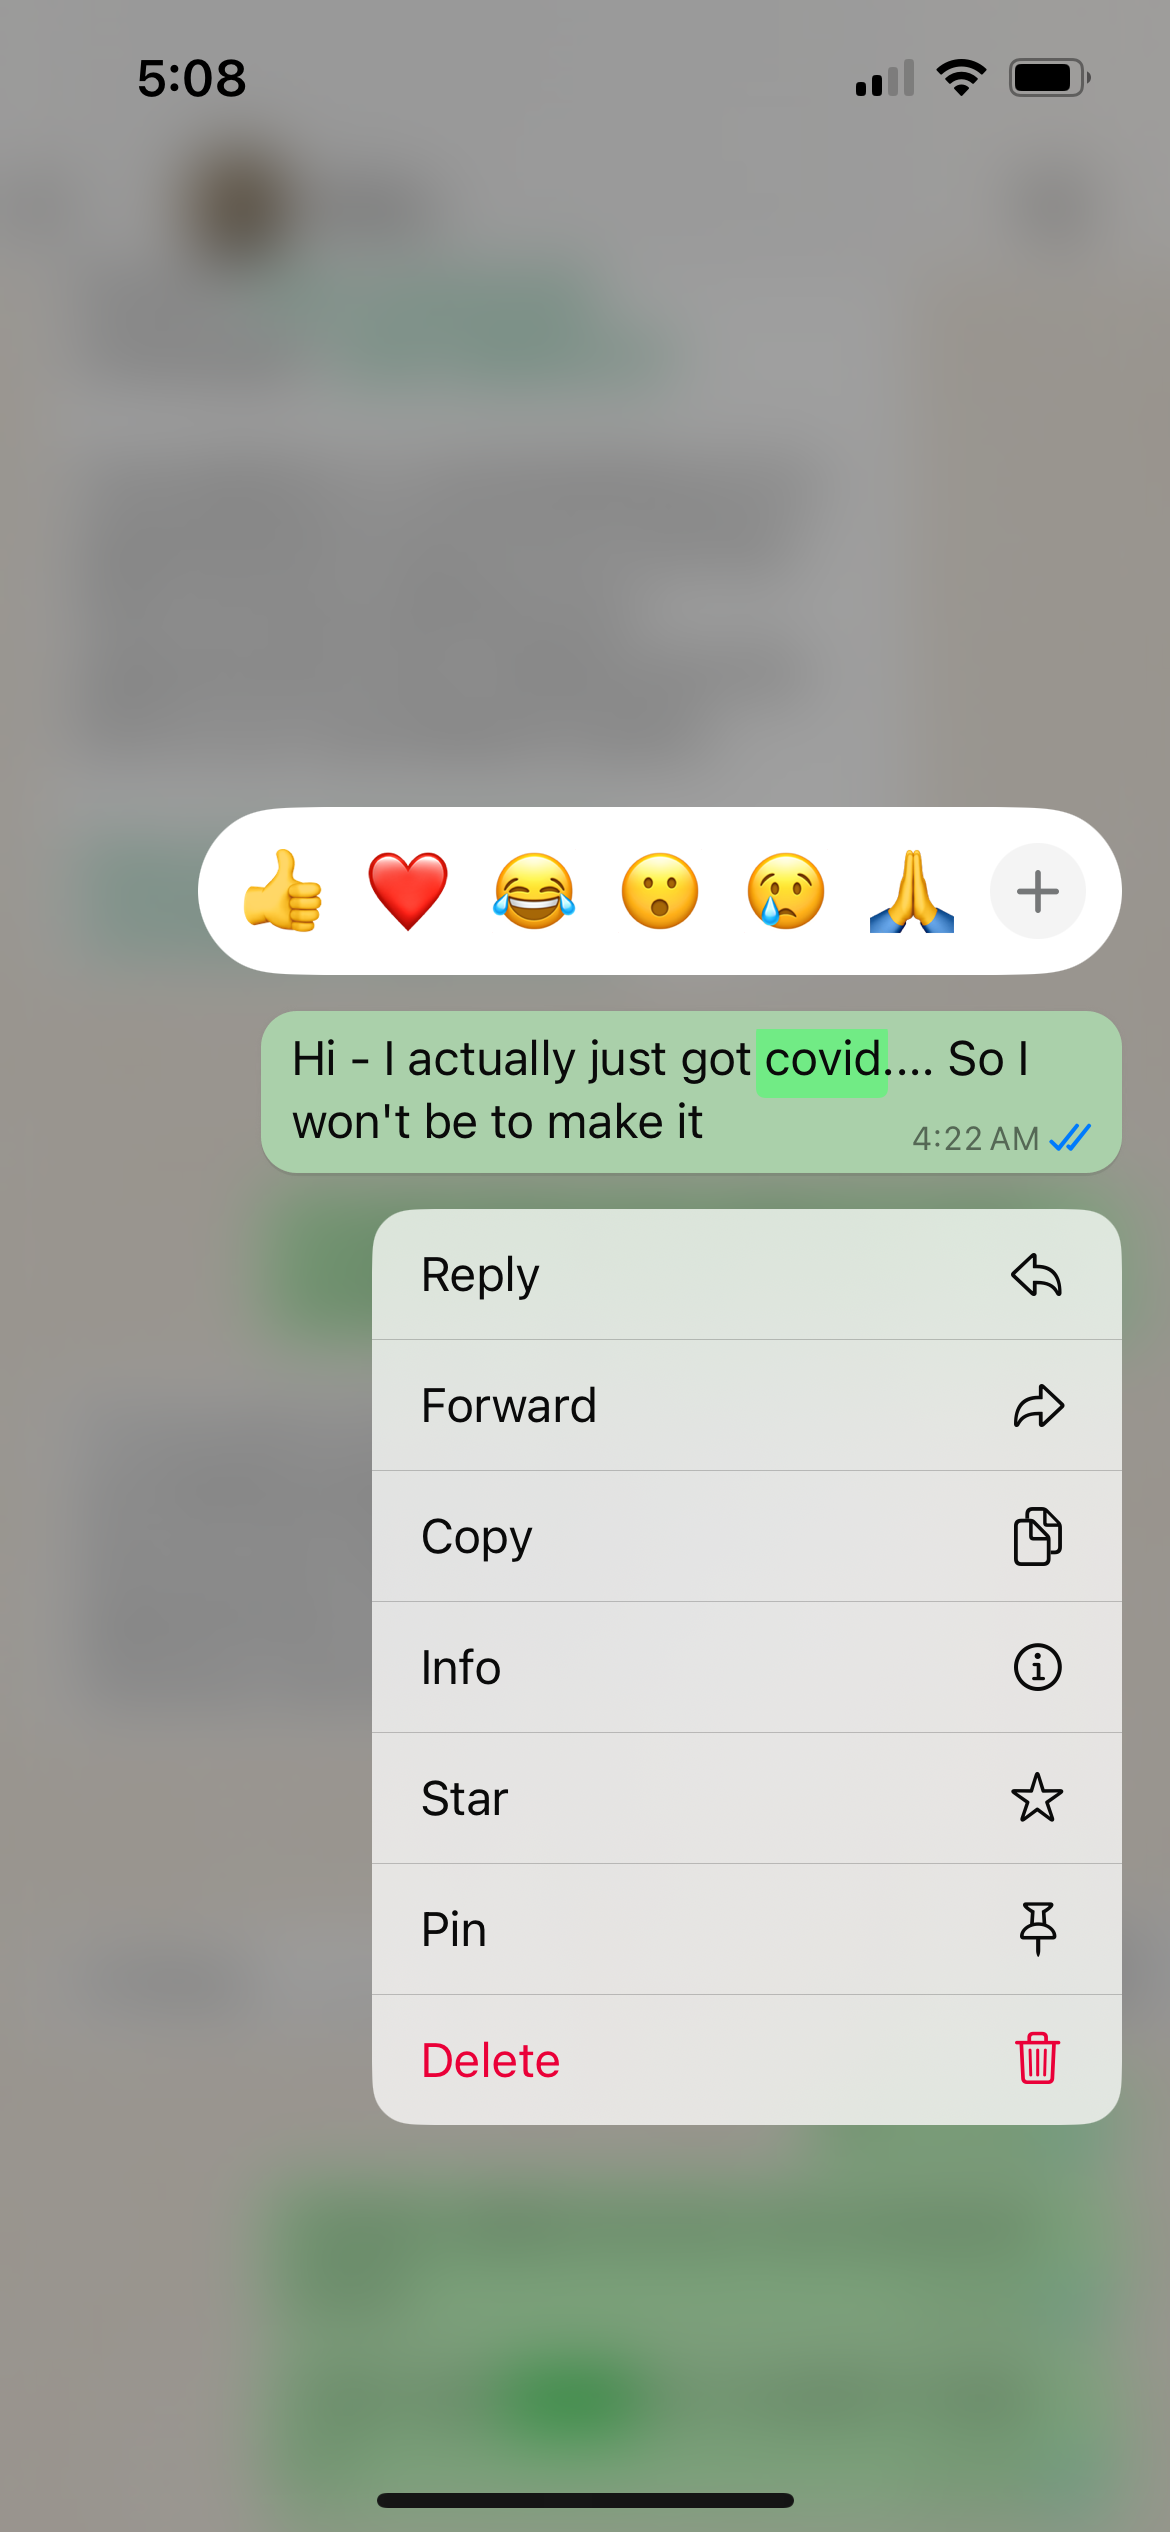 5:08
Hi - I actually just got covid.... So I
won't be to make it
4:22 AM
Reply
Forward
Copy
Info
Star
Pin
Delete